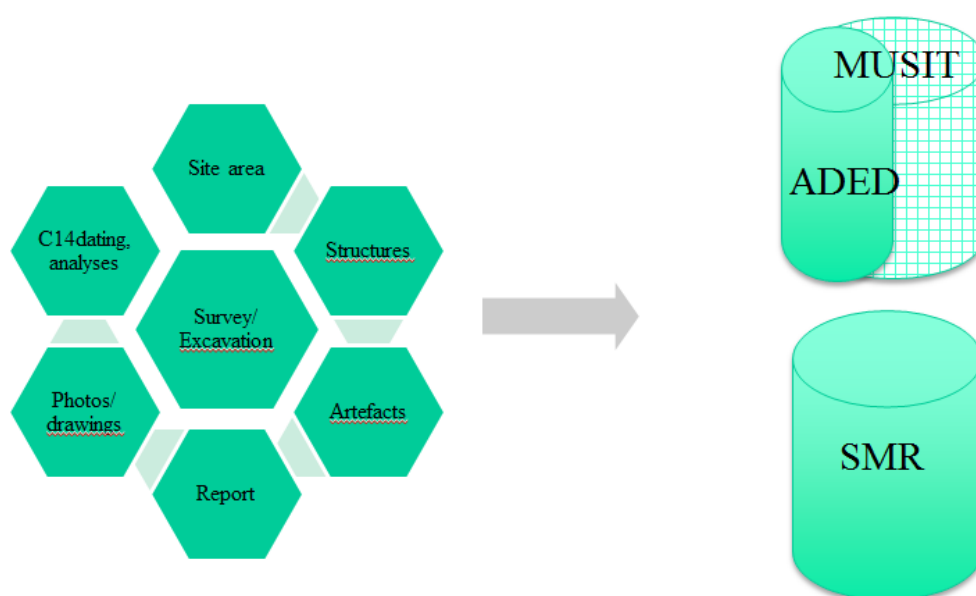 Site area
C14dating,
analyses
Structures
Survey/
Excavation
Photos/
drawings
Artefacts
Report
MUSIT
ADED
SMR